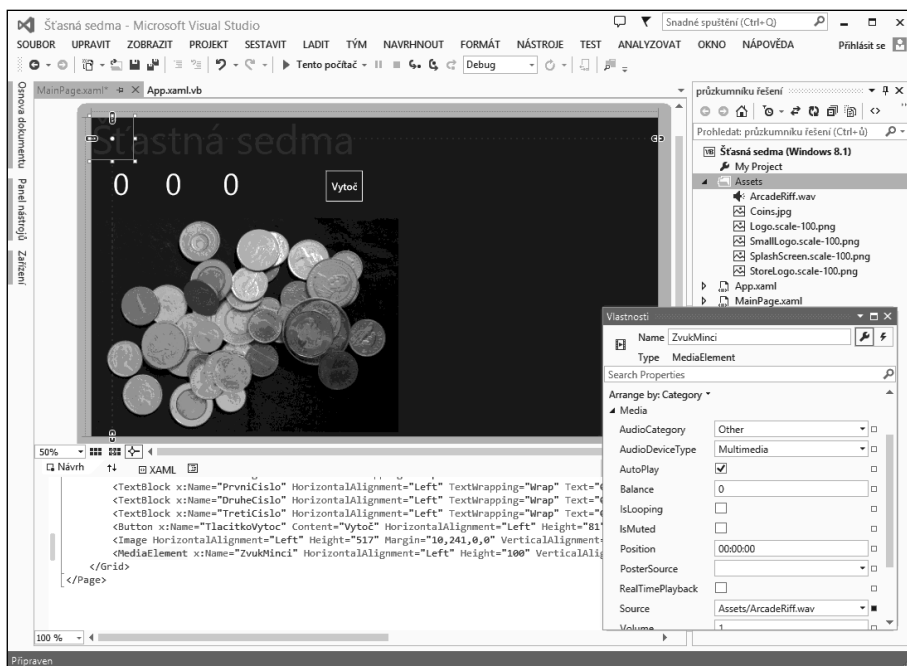 Šťasná sedma - Microsoft Visual Studio
Snadné spuštění (Ctrl+Q)
SOUBOR UPRAVIT ZOBRAZIT PROJEKT SESTAVIT LADIT TÝM NAVRHNOUT FORMÁT NÁSTROJE TEST ANALYZOVAT OKNO NÁPOVĚDA Přihlásit se
Tento počítač Debug
Osnova dokumentu
Panel nástrojů
Zařízení
MainPage.xaml* App.xaml.vb
Šťastná sedma
0 0 0
Vytoč
průzkumníku řešení
Prohledat: průzkumníku řešení (Ctrl+ů)
VB Šťasná sedma (Windows 8.1)
My Project
Assets
ArcadeRiff.wav
Coins.jpg
Logo.scale-100.png
SmallLogo.scale-100.png
SplashScreen.scale-100.png
StoreLogo.scale-100.png
App.xaml
MainPage.xaml
50%
Návrh XAML
<TextBlock x:Name="PrvniCislo" HorizontalAlignment="Left" TextWrapping="Wrap" Text="
<TextBlock x:Name="DruheCislo" HorizontalAlignment="Left" TextWrapping="Wrap" Text="
<TextBlock x:Name="TretiCislo" HorizontalAlignment="Left" TextWrapping="Wrap" Text="
<Button x:Name="TlacitkoVytoc" Content="Vytoč" HorizontalAlignment="Left" Height="81"
<Image HorizontalAlignment="Left" Height="517" Margin="10,241,0,0" VerticalAlignment=
<MediaElement x:Name="ZvukMinci" HorizontalAlignment="Left" Height="100"
</Grid>
</Page>
100 %
Připraven
Vlastnosti
Name ZvukMinci
Type MediaElement
Search Properties
Arrange by: Category
Media
AudioCategory Other
AudioDeviceType Multimedia
AutoPlay
Balance 0
IsLooping
IsMuted
Position 00:00:00
PosterSource
RealTimePlayback
Source Assets/ArcadeRiff.wav
Volume 1